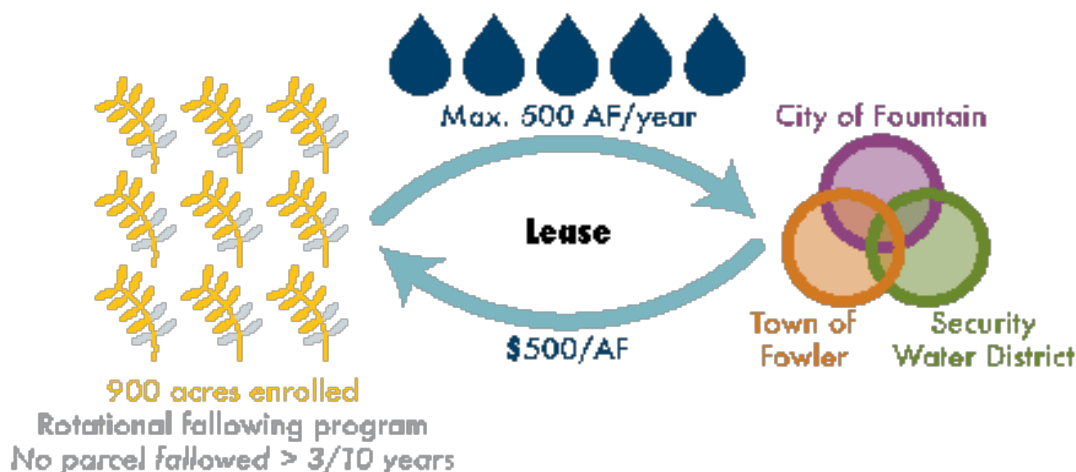 Max. 500 AF/year
City of Fountain
Lease
Town of
Fowler
Security
Water District
$500/AF
900 acres enrolled
Rotational fallowing program
No parcel fallowed > 3/10 years